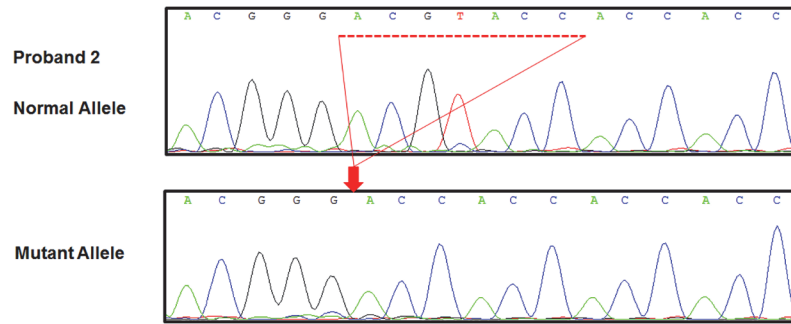 A C G G G A C G T A C C A C C A C C
Proband 2
Normal Allele
A C G G G A C C A C C A C C A C C
Mutant Allele